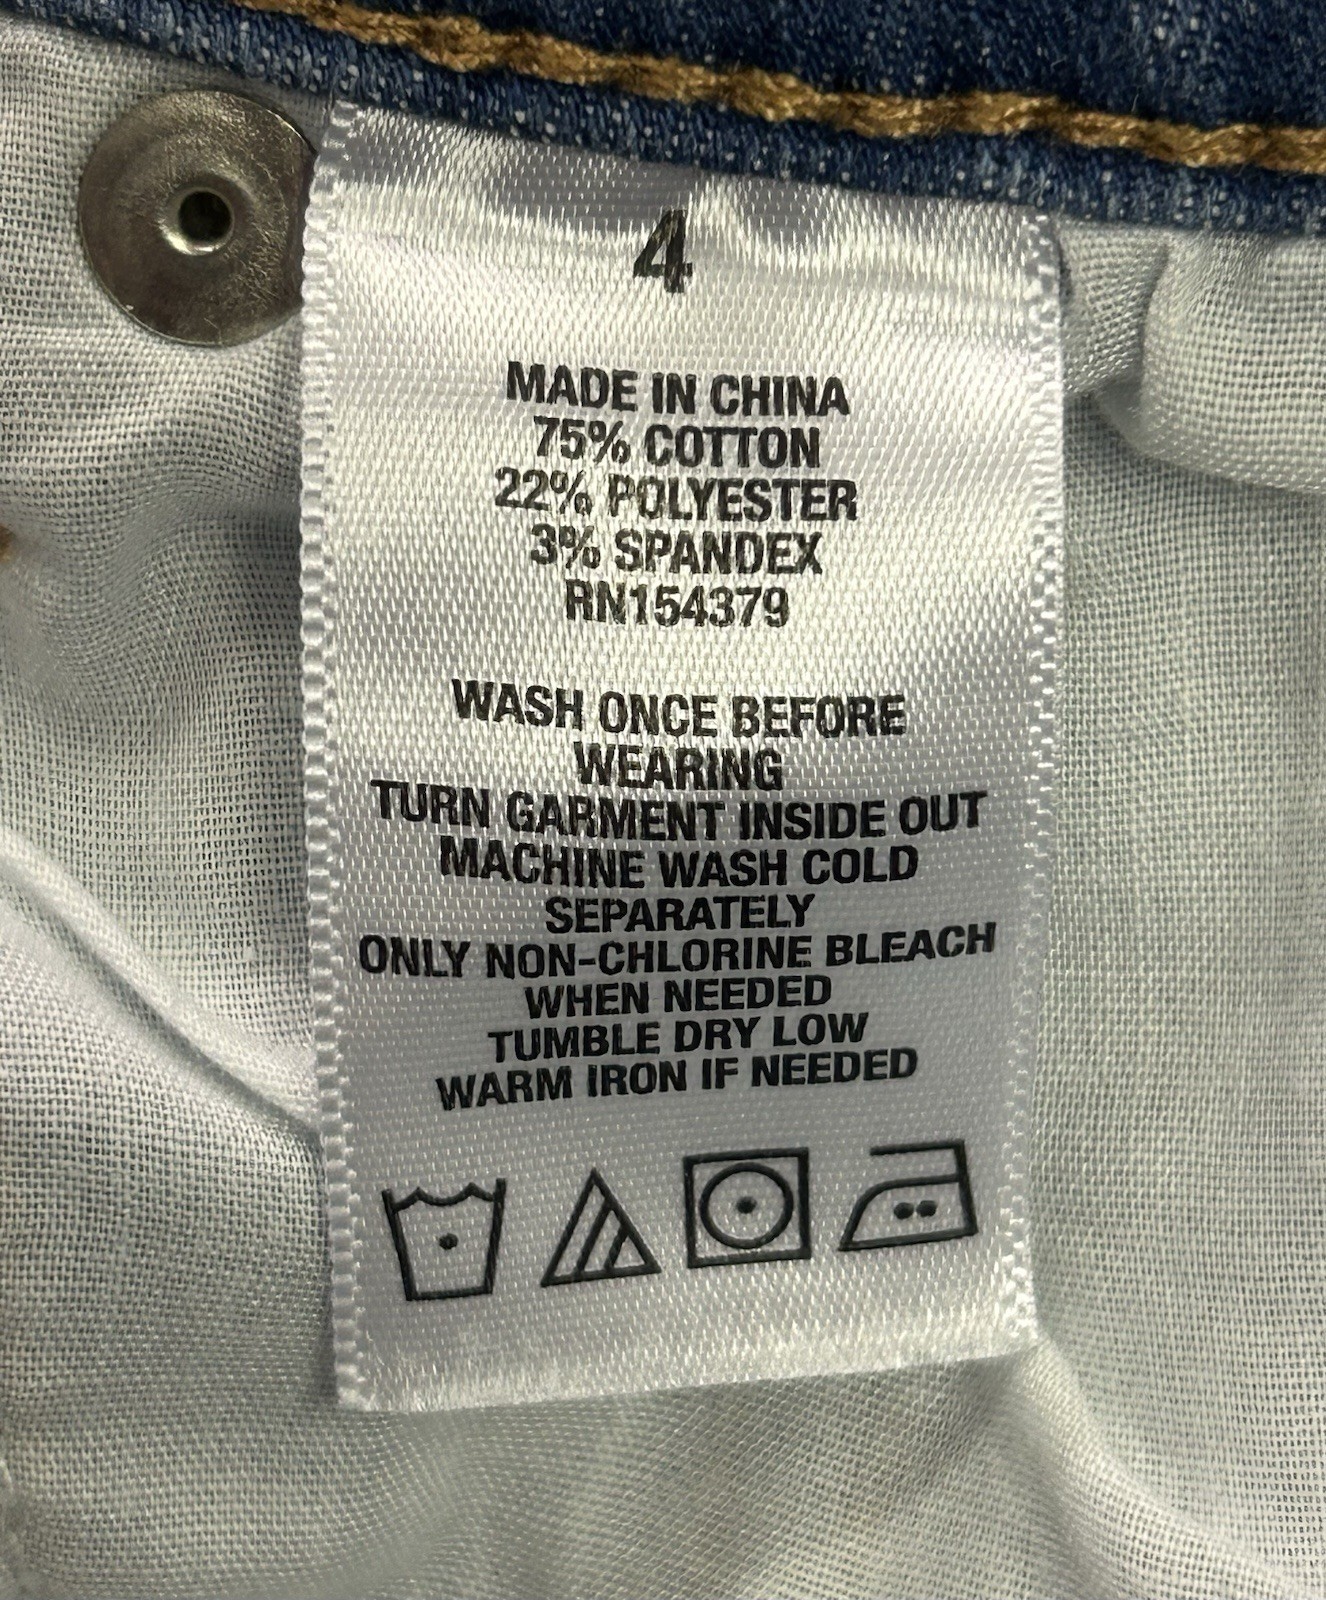 4
MADE IN CHINA
75% COTTON
22% POLYESTER
3% SPANDEX
RN154379
WASH ONCE BEFORE
WEARING
TURN GARMENT INSIDE OUT
MACHINE WASH COLD
SEPARATELY
ONLY NON-CHLORINE BLEACH
WHEN NEEDED
TUMBLE DRY LOW
WARM IRON IF NEEDED